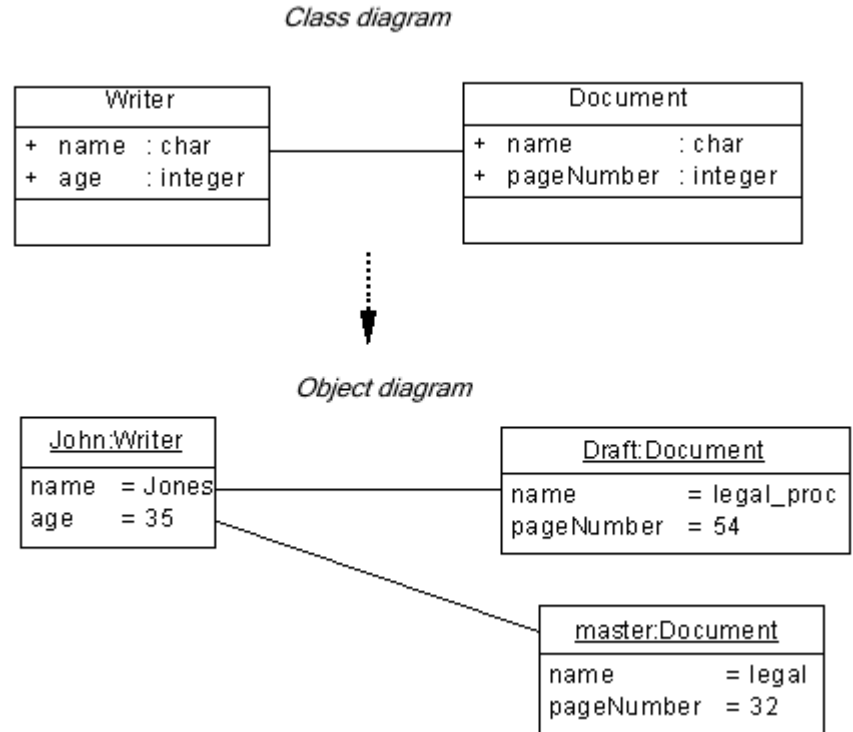 Class diagram
Writer
+ name : char
+ age : integer
Document
+ name : char
+ pageNumber : integer
Object diagram
John:Writer
name = Jones
age = 35
Draft:Document
name = legal_proc
pageNumber = 54
master:Document
name = legal
pageNumber = 32